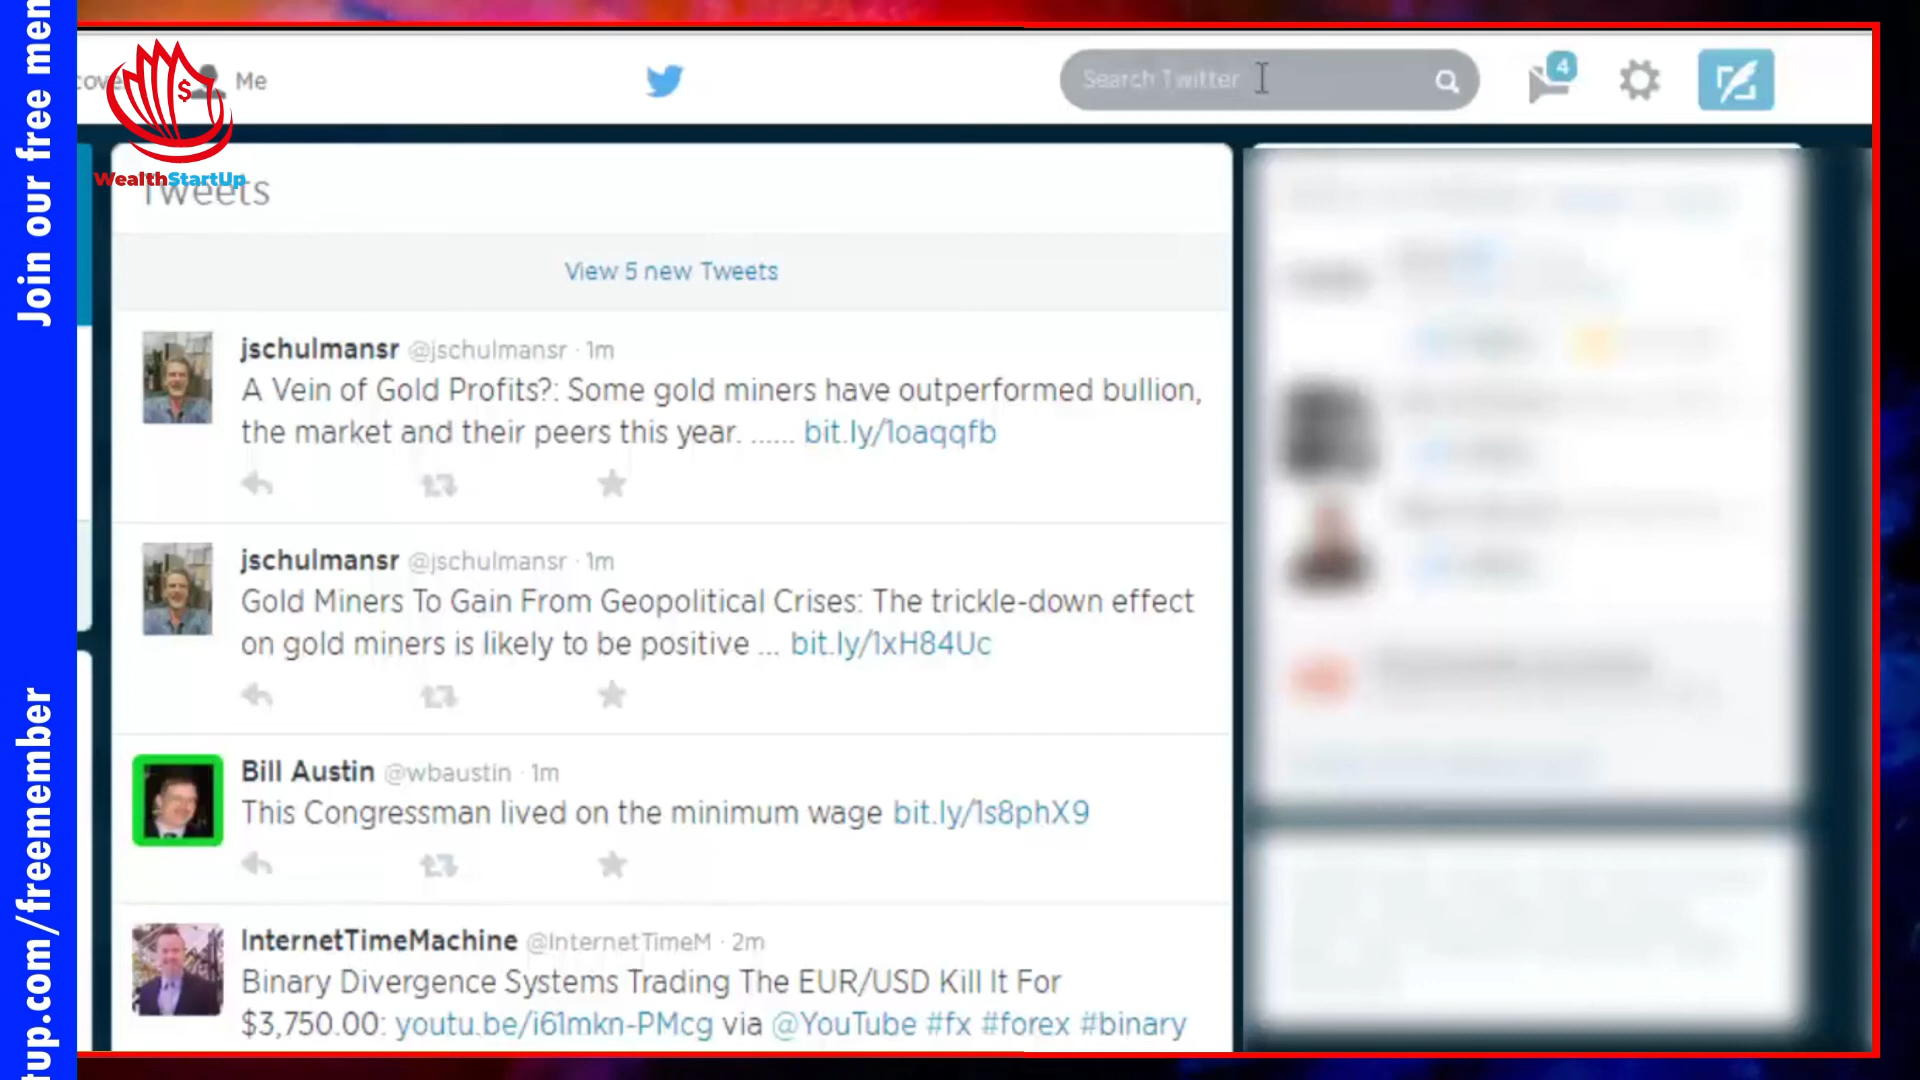 Join our free mem
tup.com/freemember
WealthStartUp
$
cove
Me
Search Twitter
4
Tweets
View 5 new Tweets
jschulmansr @jschulmansr · 1m
A Vein of Gold Profits?: Some gold miners have outperformed bullion,
the market and their peers this year. ...... bit.ly/1oaqqfb
jschulmansr @jschulmansr · 1m
Gold Miners To Gain From Geopolitical Crises: The trickle-down effect
on gold miners is likely to be positive ... bit.ly/1xH84Uc
Bill Austin @wbaustin · 1m
This Congressman lived on the minimum wage bit.ly/1s8phX9
InternetTimeMachine @InternetTimeM · 2m
Binary Divergence Systems Trading The EUR/USD Kill It For
$3,750.00: youtu.be/i61mkn-PMcg via @YouTube #fx #forex #binary